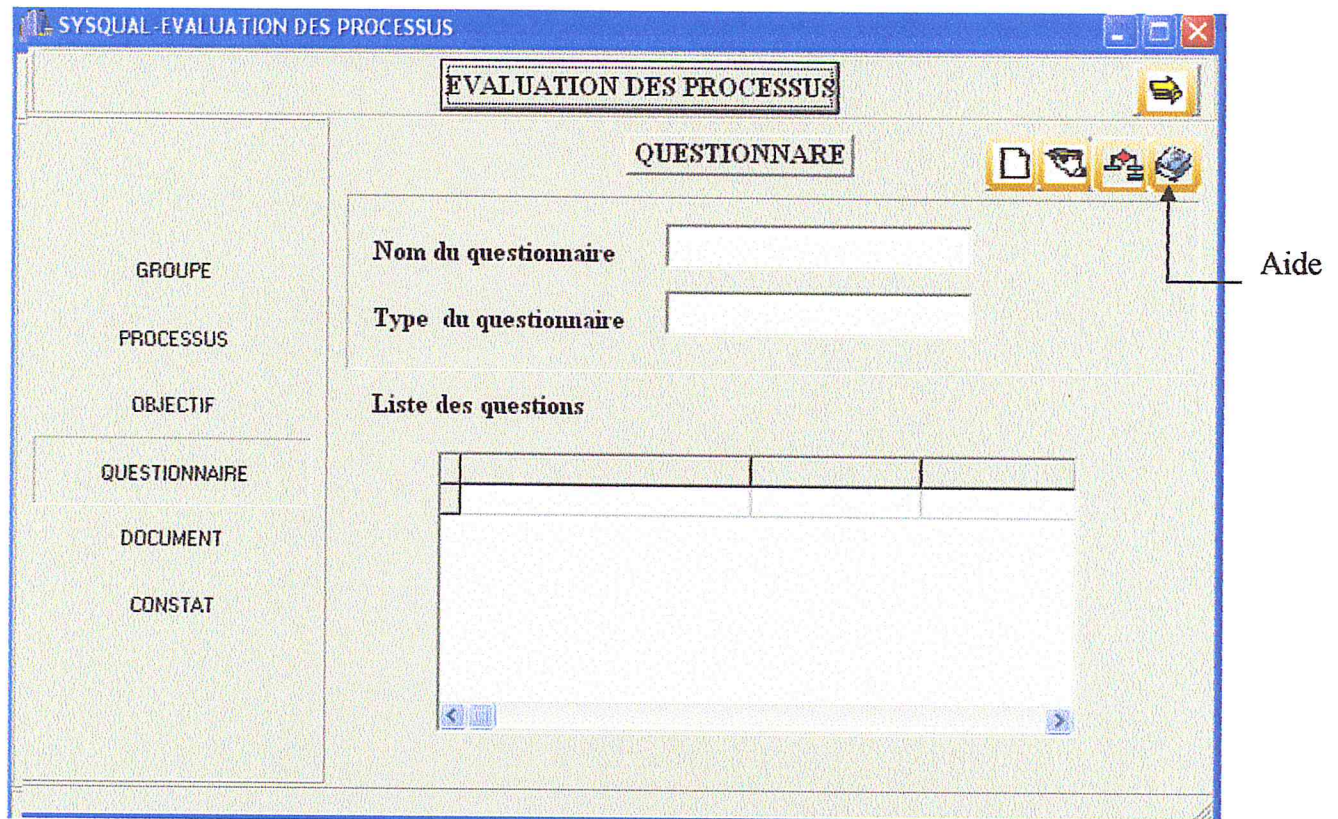 SYSQUAL-EVALUATION DES PROCESSUS
EVALUATION DES PROCESSUS
QUESTIONNARE
Aide
Nom du questionnaire
Type du questionnaire
GROUPE
PROCESSUS
OBJECTIF
QUESTIONNAIRE
DOCUMENT
CONSTAT
Liste des questions